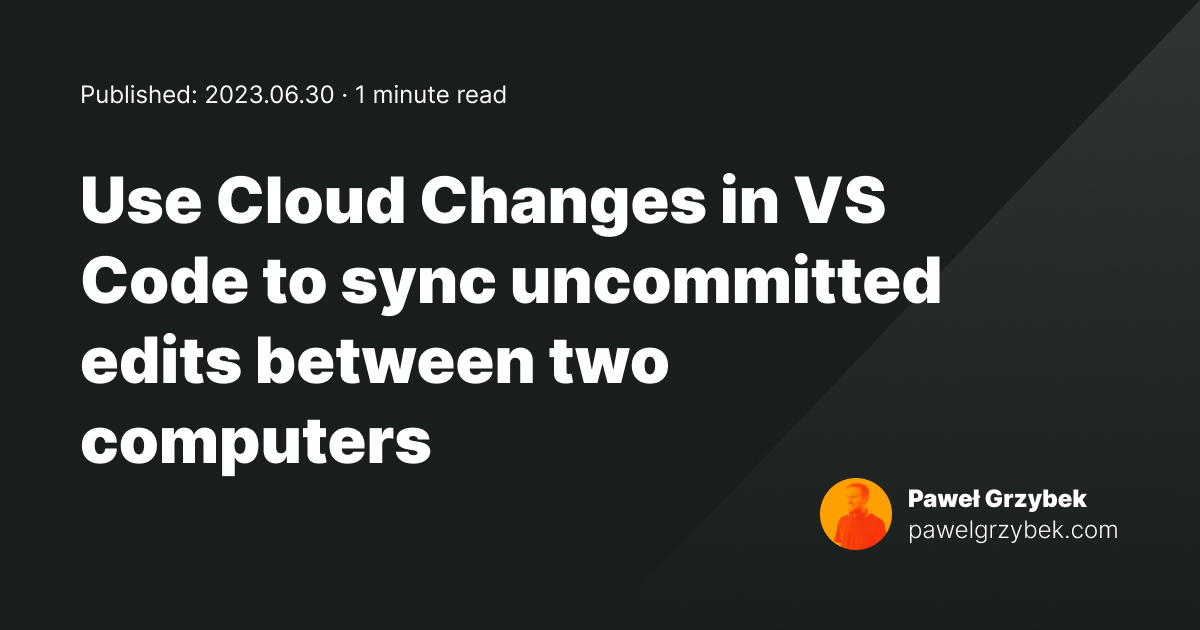 Published: 2023.06.30 · 1 minute read
Use Cloud Changes in VS
Code to sync uncommitted
edits between two
computers
Paweł Grzybek
pawelgrzybek.com